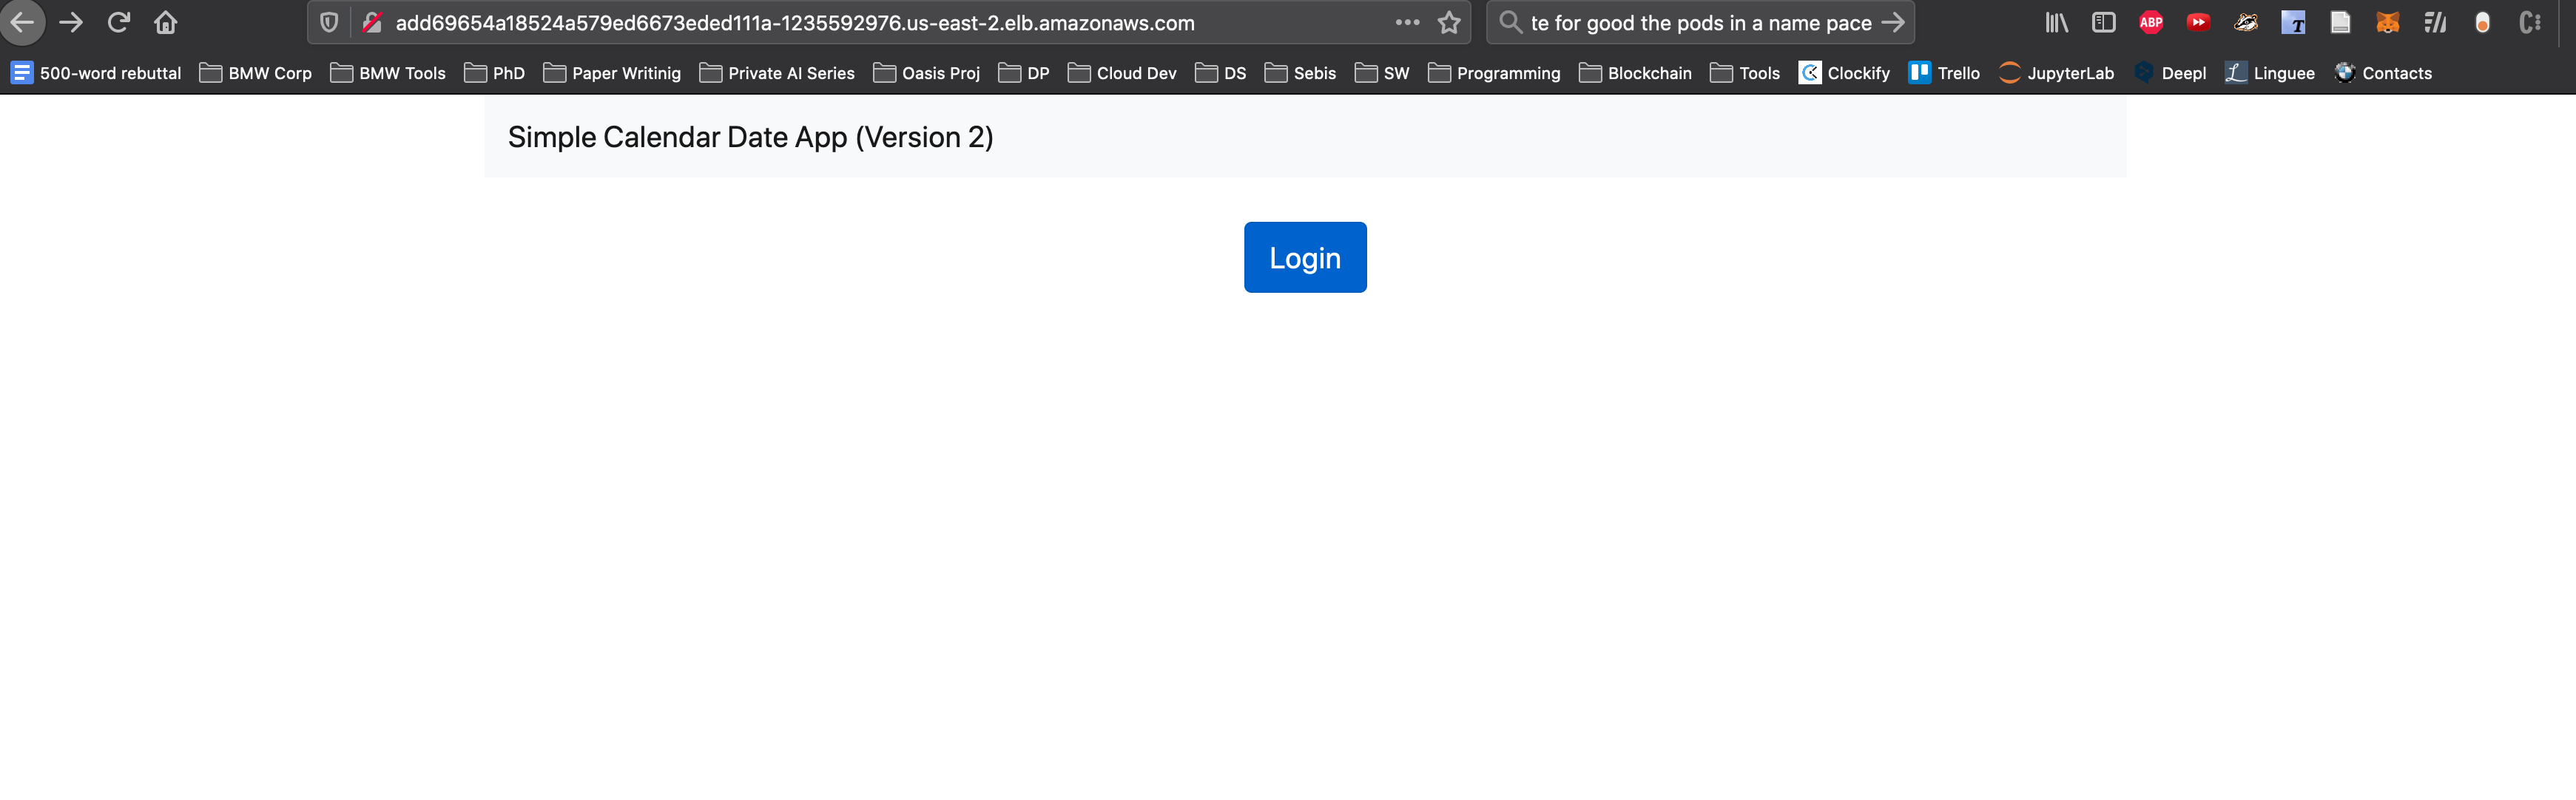 add69654a18524a579ed6673eded111a-1235592976.us-east-2.elb.amazonaws.com te for good the pods in a name pace ABP T
500-word rebuttal BMW Corp BMW Tools PhD Paper Writinig Private AI Series Oasis Proj DP Cloud Dev DS Sebis SW Programming Blockchain Tools Clockify Trello JupyterLab Deepl Linguee Contacts
Simple Calendar Date App (Version 2)
Login